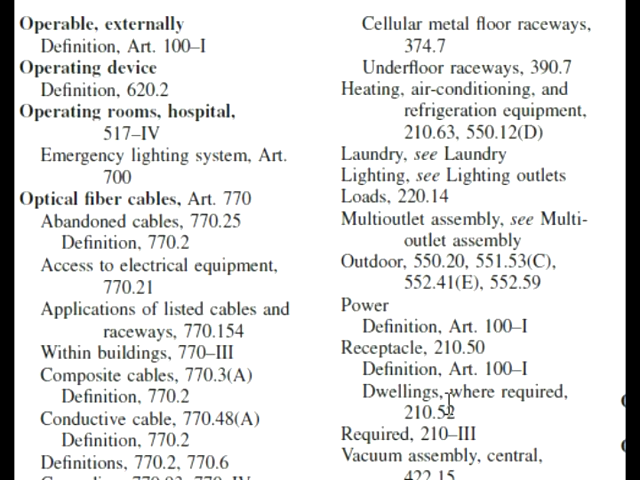 Operable, externally
Definition, Art. 100–I
Operating device
Definition, 620.2
Operating rooms, hospital,
517–IV
Emergency lighting system, Art.
700
Optical fiber cables, Art. 770
Abandoned cables, 770.25
Definition, 770.2
Access to electrical equipment,
770.21
Applications of listed cables and
raceways, 770.154
Within buildings, 770–III
Composite cables, 770.3(A)
Definition, 770.2
Conductive cable, 770.48(A)
Definition, 770.2
Definitions, 770.2, 770.6
Cellular metal floor raceways,
374.7
Underfloor raceways, 390.7
Heating, air-conditioning, and
refrigeration equipment,
210.63, 550.12(D)
Laundry, see Laundry
Lighting, see Lighting outlets
Loads, 220.14
Multioutlet assembly, see Multi-
outlet assembly
Outdoor, 550.20, 551.53(C),
552.41(E), 552.59
Power
Definition, Art. 100–I
Receptacle, 210.50
Definition, Art. 100–I
Dwellings, where required,
210.52
Required, 210–III
Vacuum assembly, central,
422.15